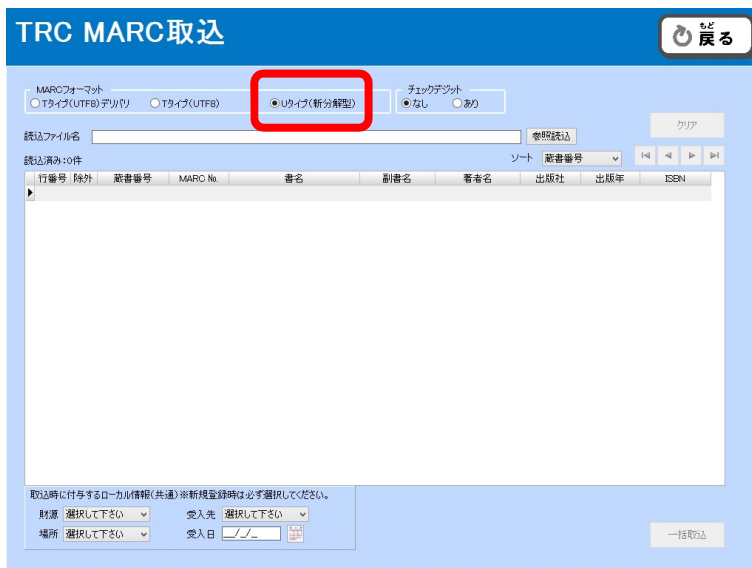 TRC MARC取込
もど
戻る
MARCフォーマット
Tタイプ(UTF8)デリバリ Tタイプ(UTF8) Uタイプ(新分解型)
チェックデジット
なし あり
クリア
読込ファイル名 参照読込
読込済み:0件
ソート 蔵書番号
行番号 除外 蔵書番号 MARC No. 書名 副書名 著者名 出版社 出版年 ISBN
取込時に付与するローカル情報(共通)※新規登録時は必ず選択してください。
財源 選択して下さい 受入先 選択して下さい
場所 選択して下さい 受入日 __/_/_
一括取込